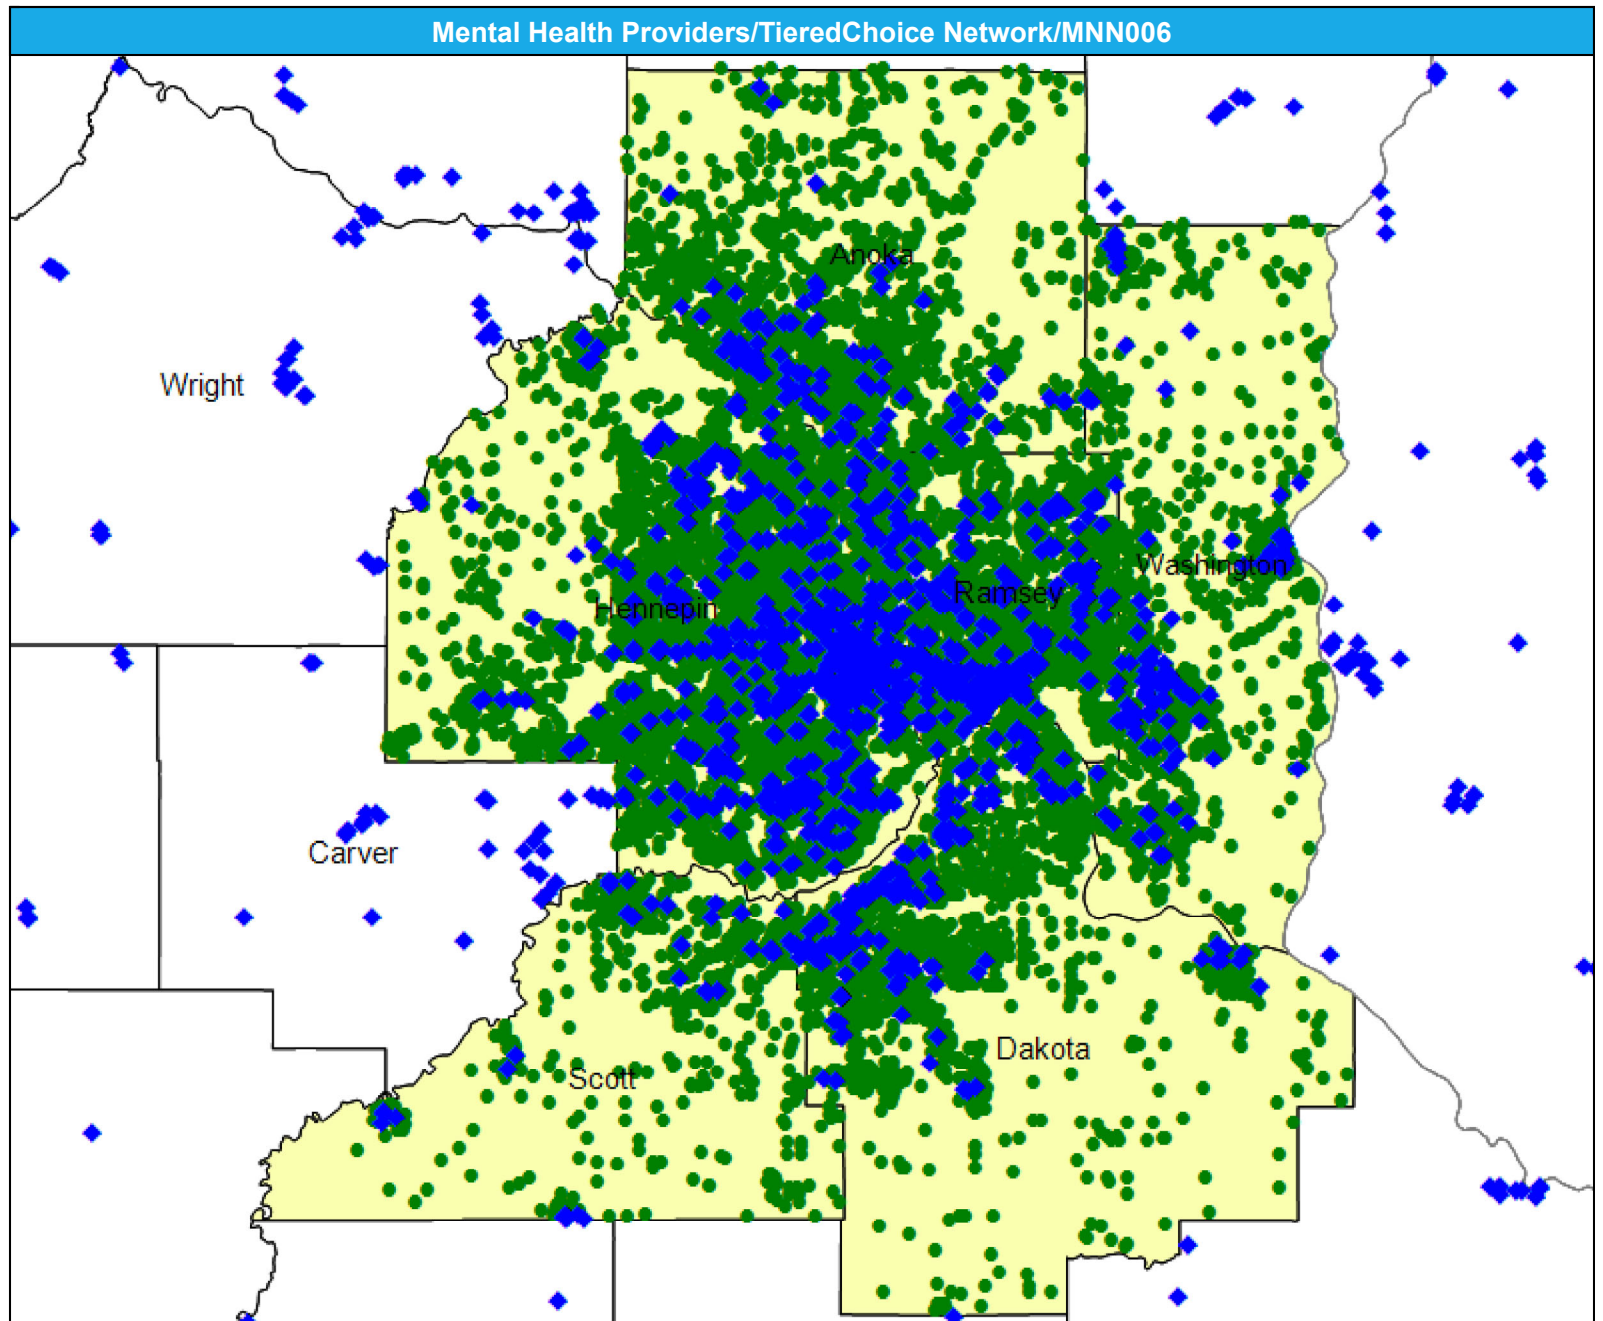 Mental Health Providers/TieredChoice Network/MNN006
Anoka
Wright
Washington
Ramsey
Hennepin
Carver
Dakota
Scott